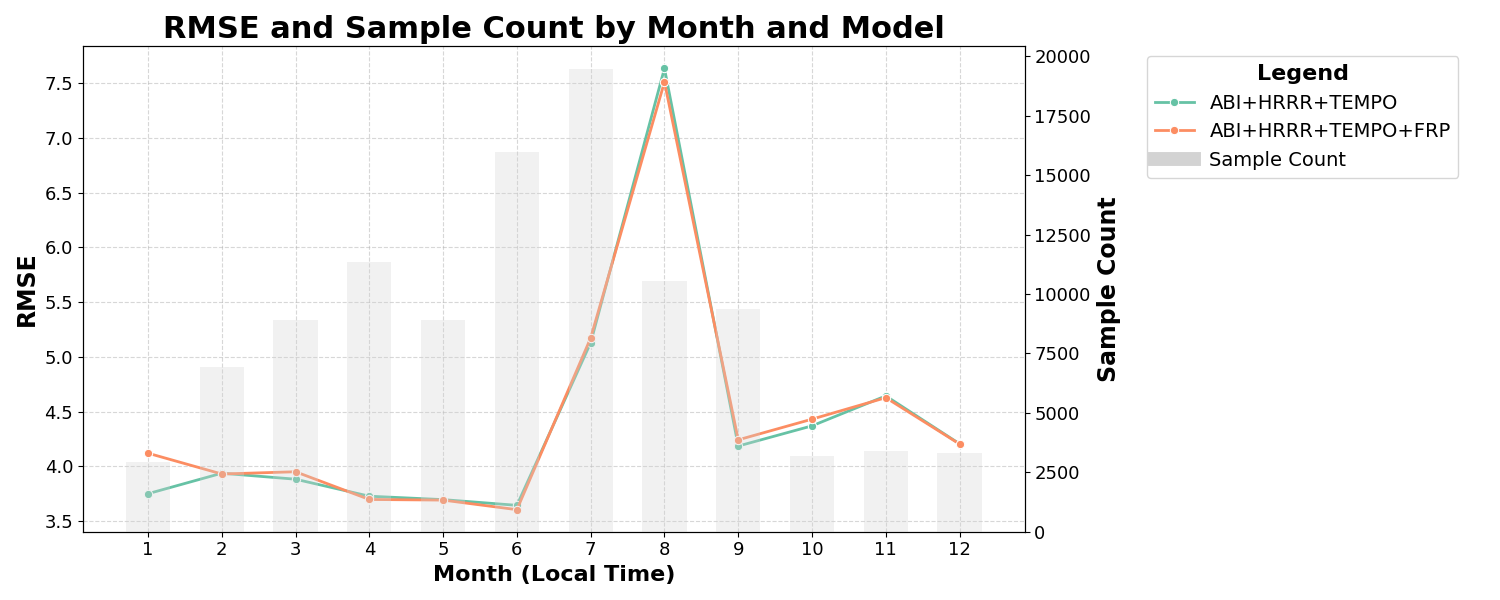 RMSE and Sample Count by Month and Model
RMSE
7.5
7.0
6.5
6.0
5.5
5.0
4.5
4.0
3.5
1 2 3 4 5 6 7 8 9 10 11 12
Month (Local Time)
20000
17500
15000
12500
10000
7500
5000
2500
0
Sample Count
Legend
ABI+HRRR+TEMPO
ABI+HRRR+TEMPO+FRP
Sample Count